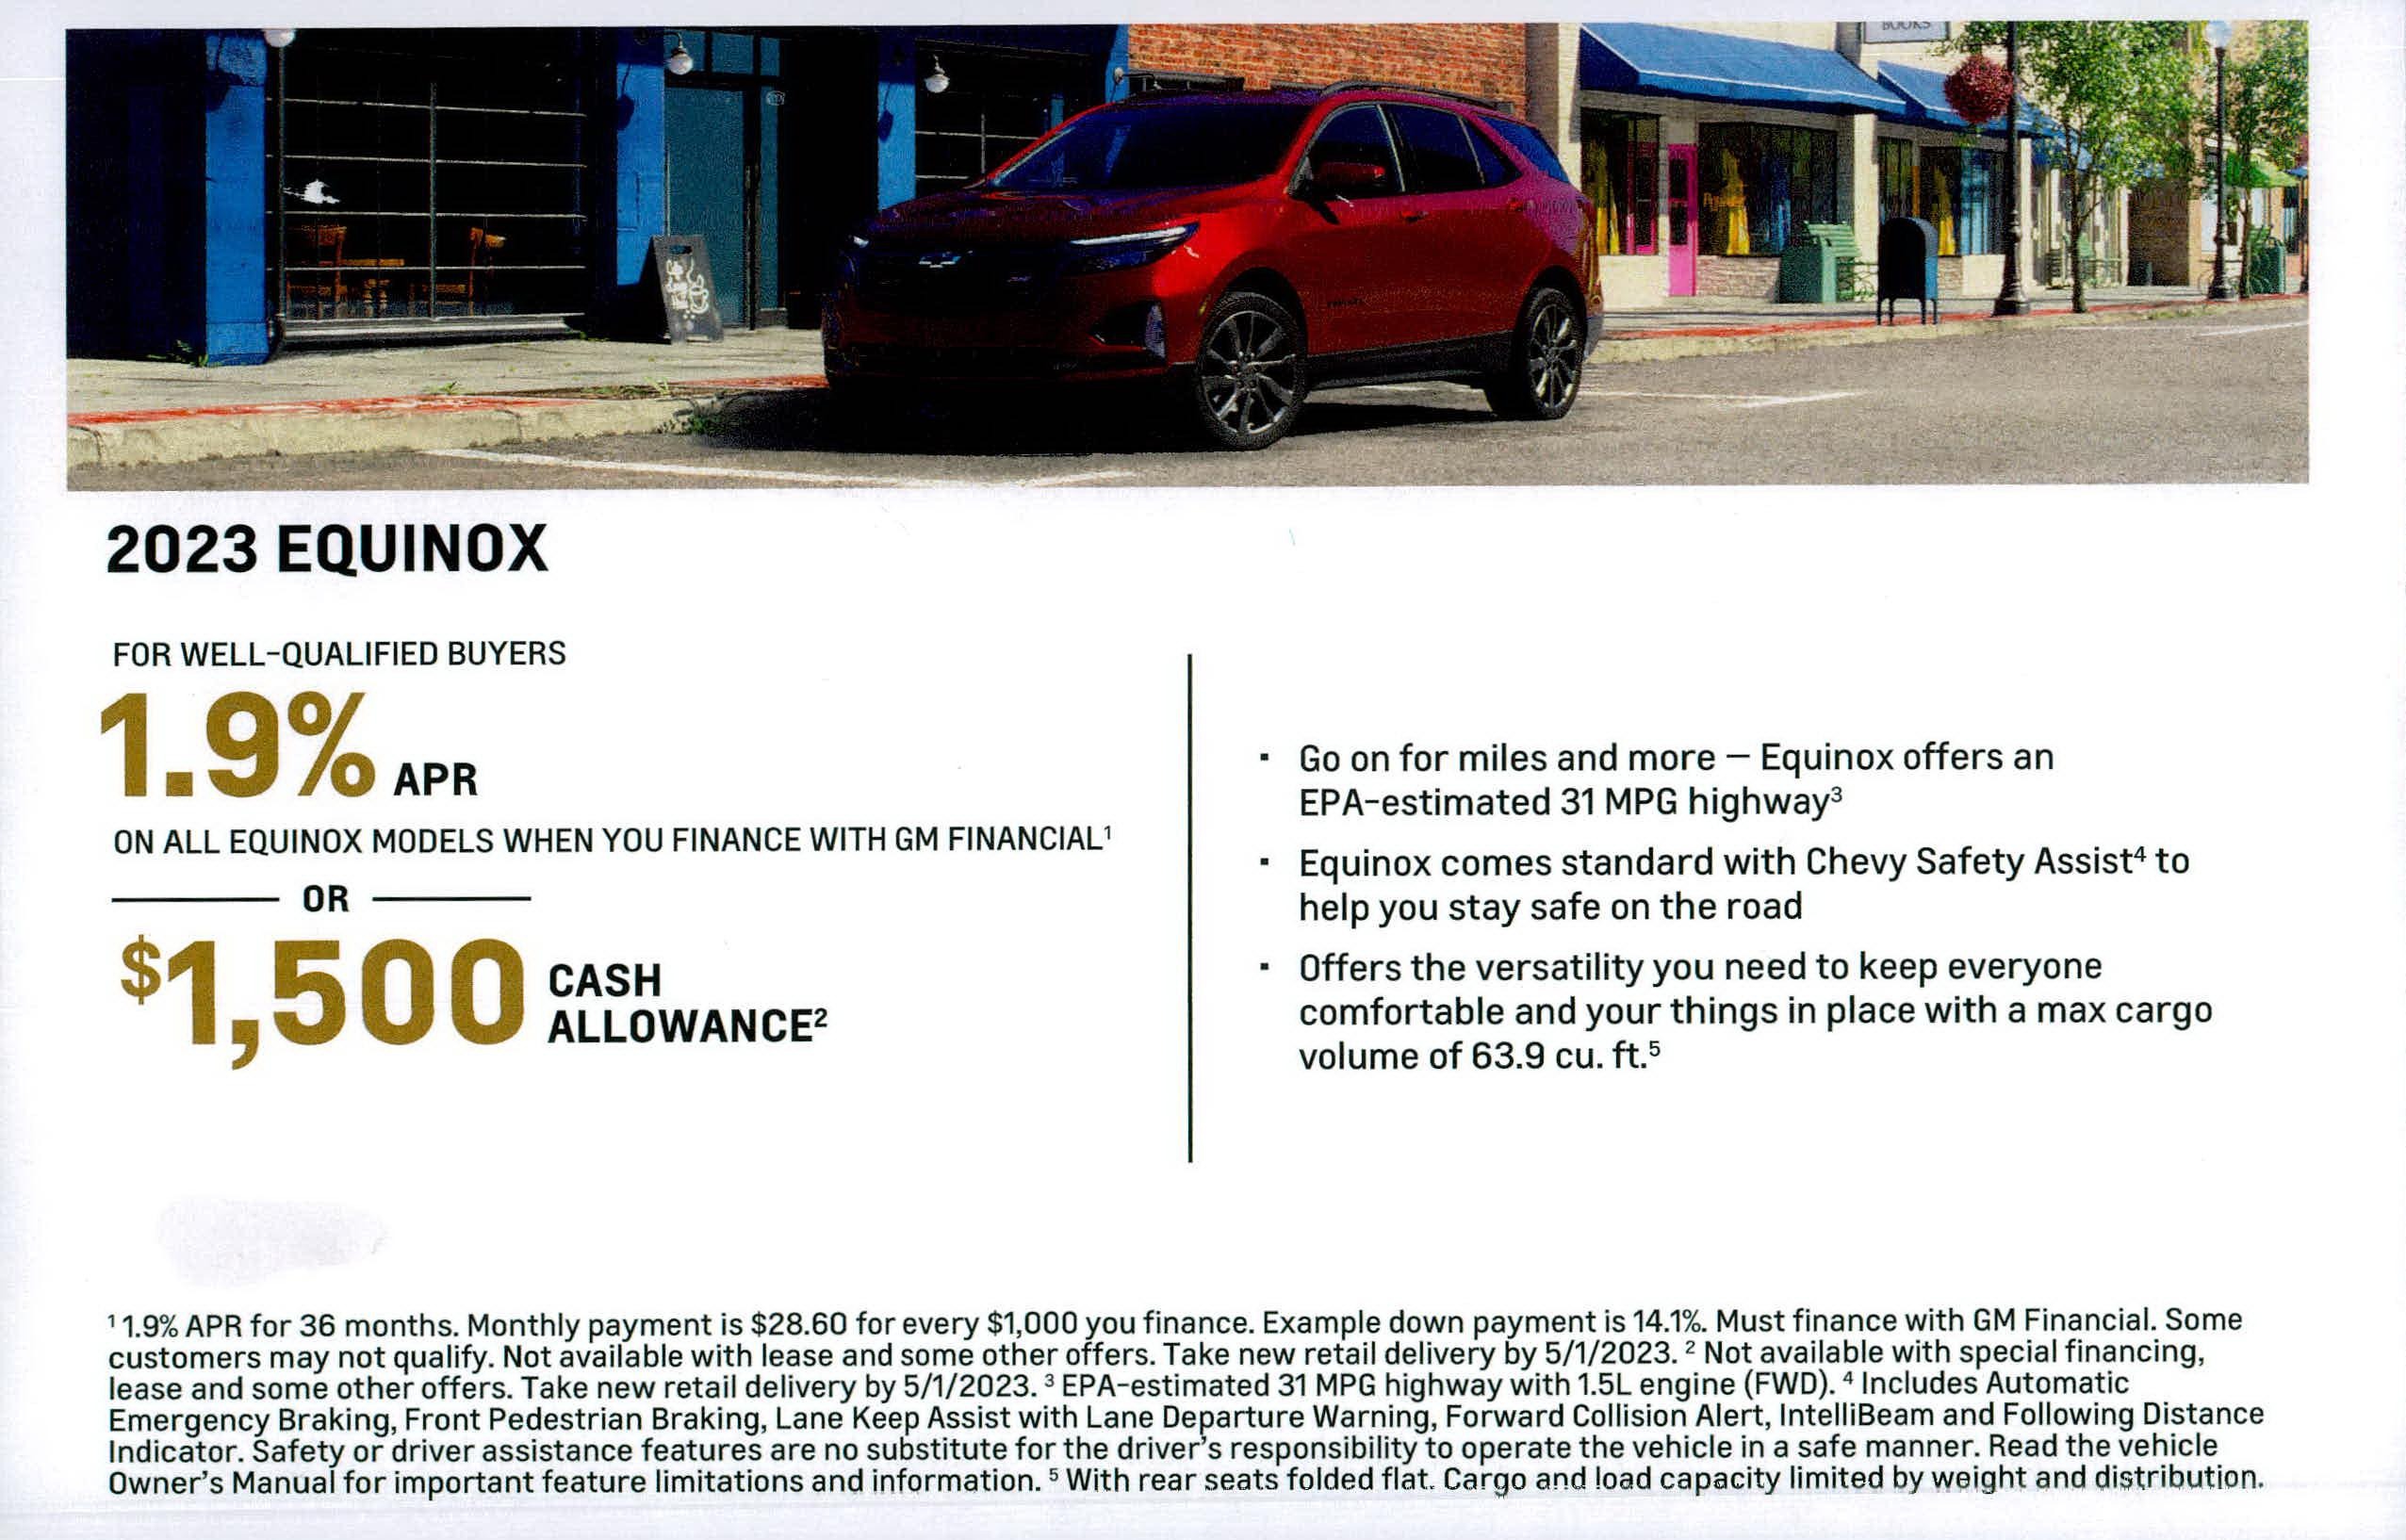 BOOKS
2023 EQUINOX
FOR WELL-QUALIFIED BUYERS
1.9% APR
ON ALL EQUINOX MODELS WHEN YOU FINANCE WITH GM FINANCIAL¹
OR
$1,500 CASH
ALLOWANCE²
▪ Go on for miles and more — Equinox offers an
EPA-estimated 31 MPG highway³
▪ Equinox comes standard with Chevy Safety Assist⁴ to
help you stay safe on the road
▪ Offers the versatility you need to keep everyone
comfortable and your things in place with a max cargo
volume of 63.9 cu. ft.⁵
¹ 1.9% APR for 36 months. Monthly payment is $28.60 for every $1,000 you finance. Example down payment is 14.1%. Must finance with GM Financial. Some
customers may not qualify. Not available with lease and some other offers. Take new retail delivery by 5/1/2023. ² Not available with special financing,
lease and some other offers. Take new retail delivery by 5/1/2023. ³ EPA-estimated 31 MPG highway with 1.5L engine (FWD). ⁴ Includes Automatic
Emergency Braking, Front Pedestrian Braking, Lane Keep Assist with Lane Departure Warning, Forward Collision Alert, IntelliBeam and Following Distance
Indicator. Safety or driver assistance features are no substitute for the driver's responsibility to operate the vehicle in a safe manner. Read the vehicle
Owner's Manual for important feature limitations and information. ⁵ With rear seats folded flat. Cargo and load capacity limited by weight and distribution.